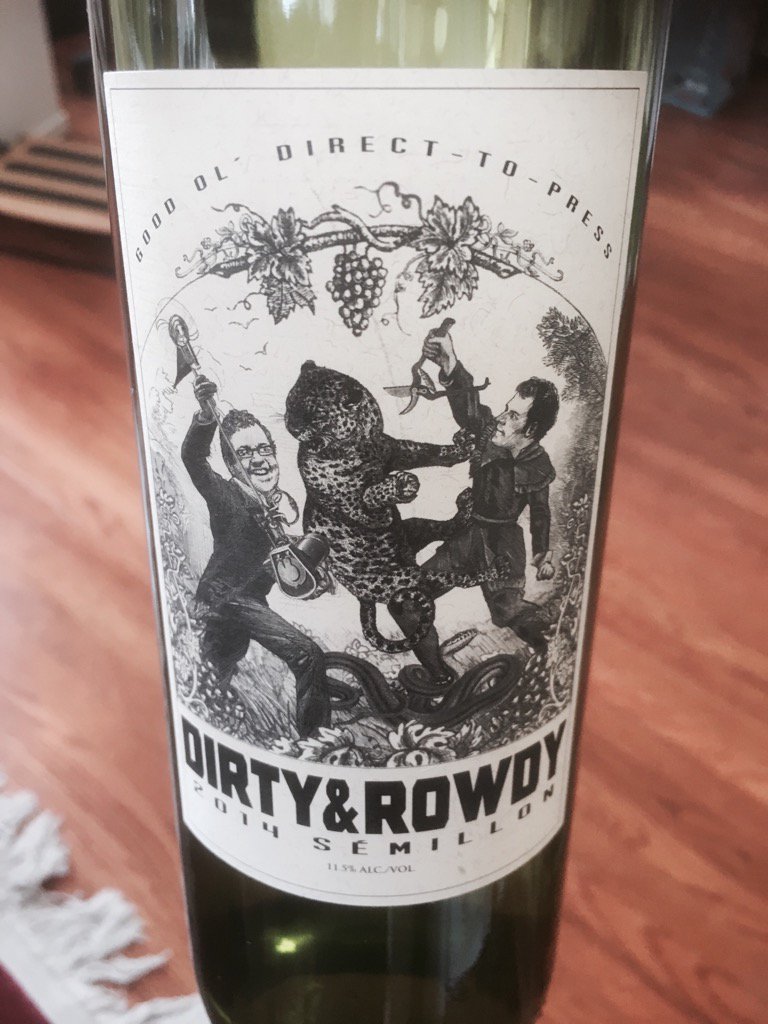 GOOD OL' DIRECT-TO-PRESS
DIRTY&ROWDY
2014 SÉMILLON
11.5% ALC./VOL